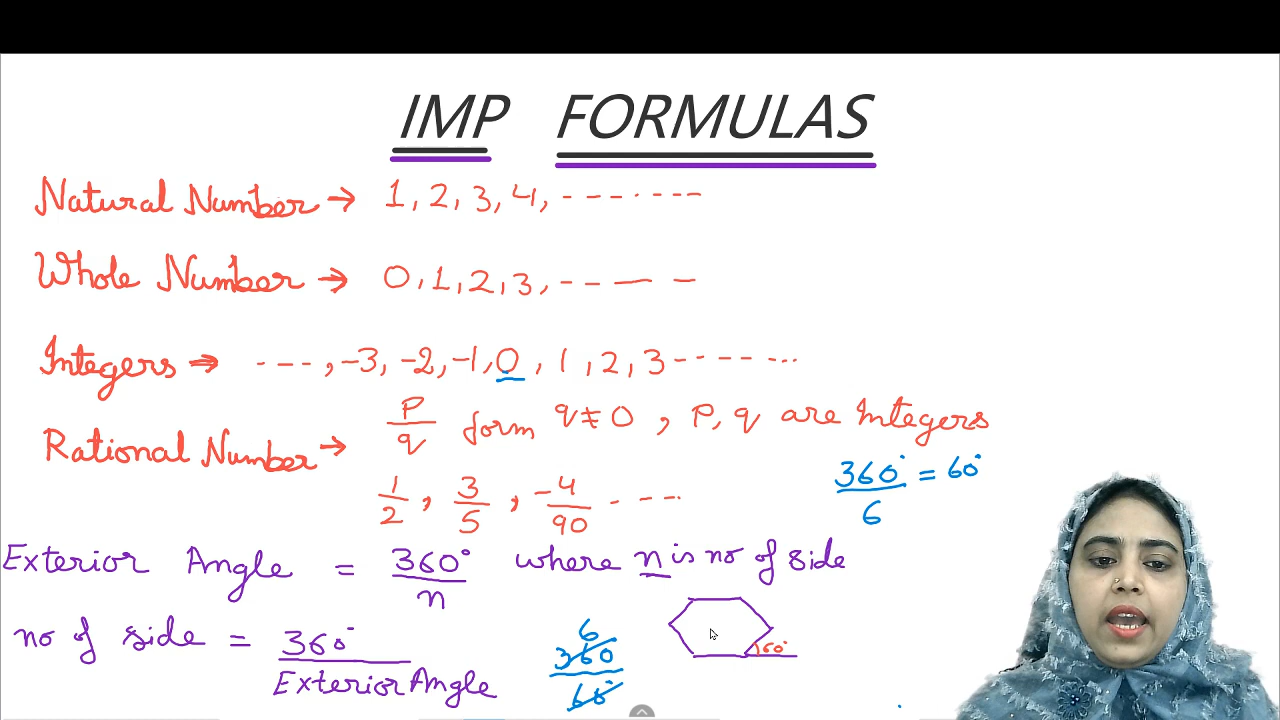 IMP FORMULAS
Natural Number → 1, 2, 3, 4, ---------
Whole Number → 0, 1, 2, 3, -----
Integers ⇒ ----, -3, -2, -1, 0, 1, 2, 3 ---------
Rational Number → P/q form q ≠ 0, P, q are Integers
1/2, 3/5, -4/90 ----
360°/6 = 60°
Exterior Angle = 360°/n where n is no of side
no of side = 360°/Exterior Angle
6
360/60°
60°